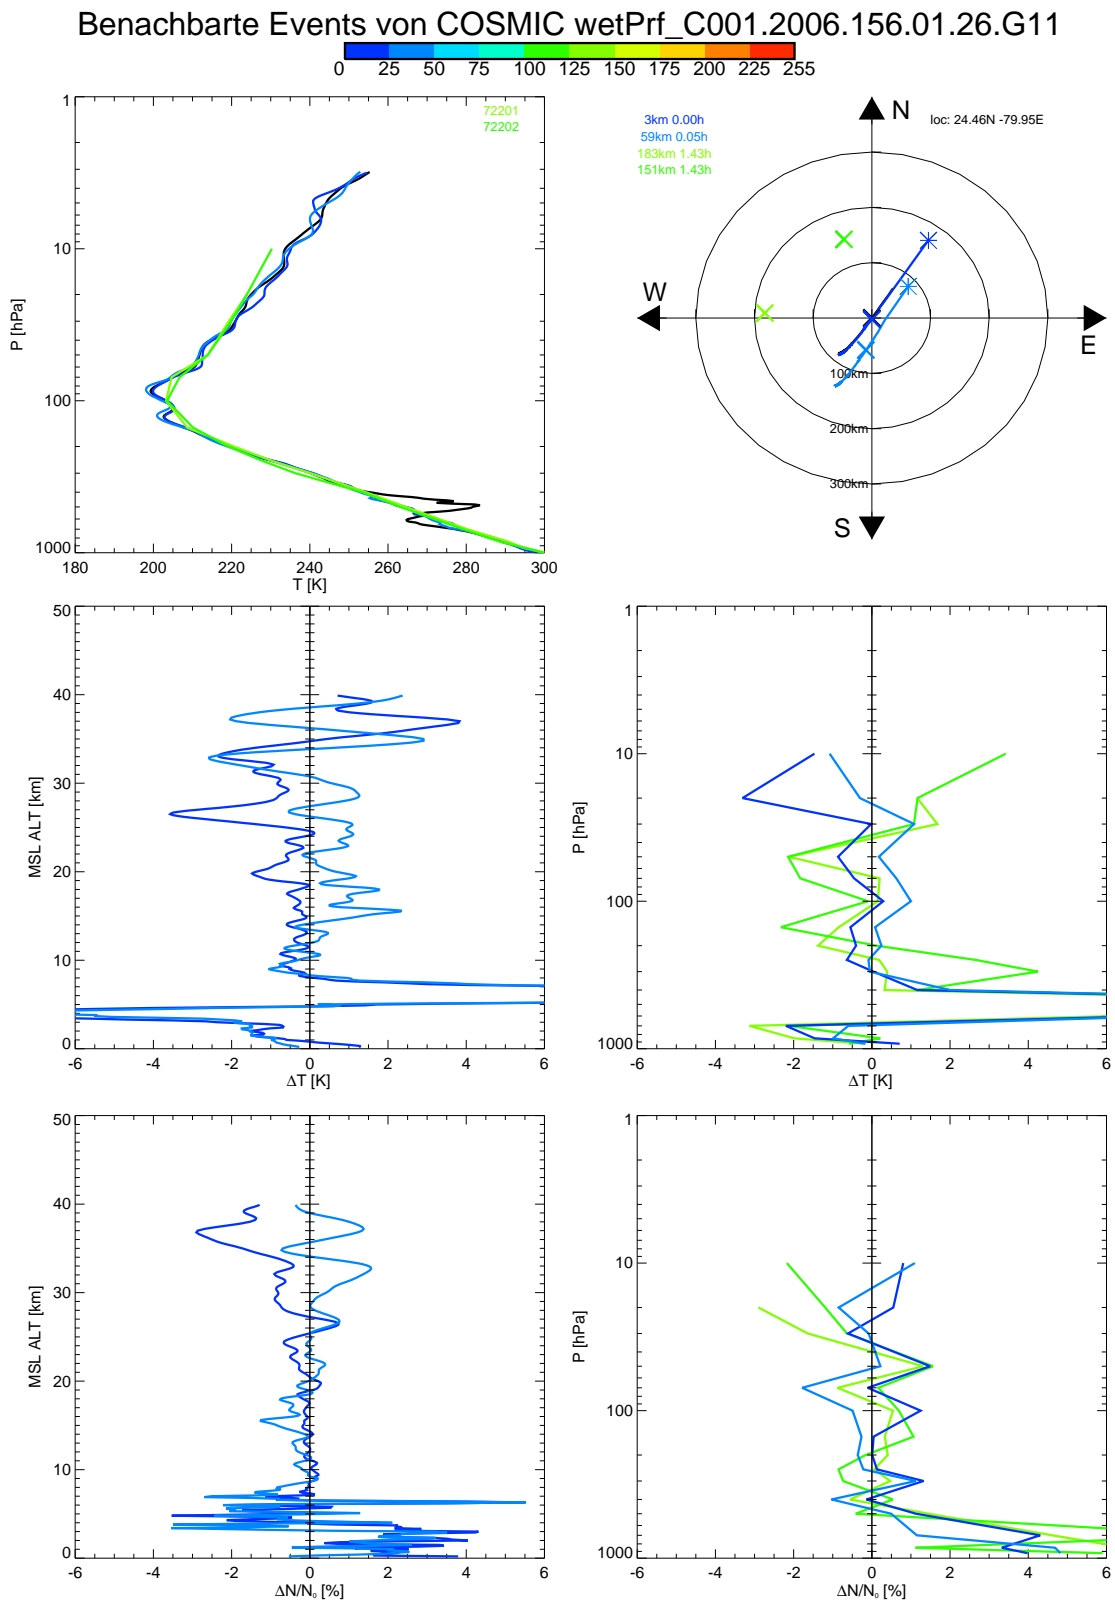 Benachbarte Events von COSMIC wetPrf_C001.2006.156.01.26.G11
0 25 50 75 100 125 150 175 200 225 255
1
10
100
1000
P [hPa]
72201
72202
180 200 220 240 260 280 300
T [K]
3km 0.00h
59km 0.05h
183km 1.43h
151km 1.43h
loc: 24.46N -79.95E
N
W
E
S
100km
200km
300km
50
40
30
20
10
0
MSL ALT [km]
-6 -4 -2 0 2 4 6
ΔT [K]
1
10
100
1000
P [hPa]
-6 -4 -2 0 2 4 6
ΔT [K]
50
40
30
20
10
0
MSL ALT [km]
-6 -4 -2 0 2 4 6
ΔN/N₀ [%]
1
10
100
1000
P [hPa]
-6 -4 -2 0 2 4 6
ΔN/N₀ [%]